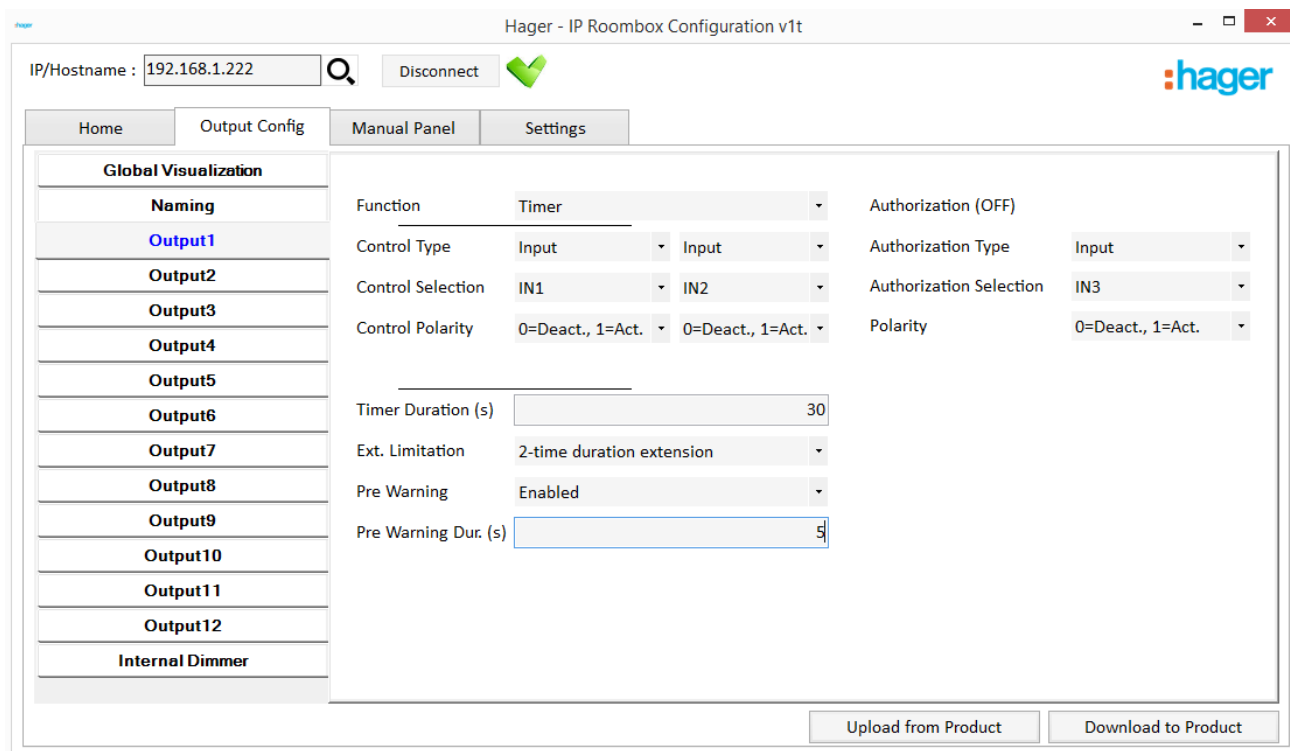 :hager
Hager - IP Roombox Configuration v1t
IP/Hostname : 192.168.1.222 Disconnect
:hager
Home Output Config Manual Panel Settings
Global Visualization
Naming
Output1
Output2
Output3
Output4
Output5
Output6
Output7
Output8
Output9
Output10
Output11
Output12
Internal Dimmer
Function Timer Authorization (OFF)
Control Type Input Input Authorization Type Input
Control Selection IN1 IN2 Authorization Selection IN3
Control Polarity 0=Deact., 1=Act. 0=Deact., 1=Act. Polarity 0=Deact., 1=Act.
Timer Duration (s) 30
Ext. Limitation 2-time duration extension
Pre Warning Enabled
Pre Warning Dur. (s) 5
Upload from Product Download to Product